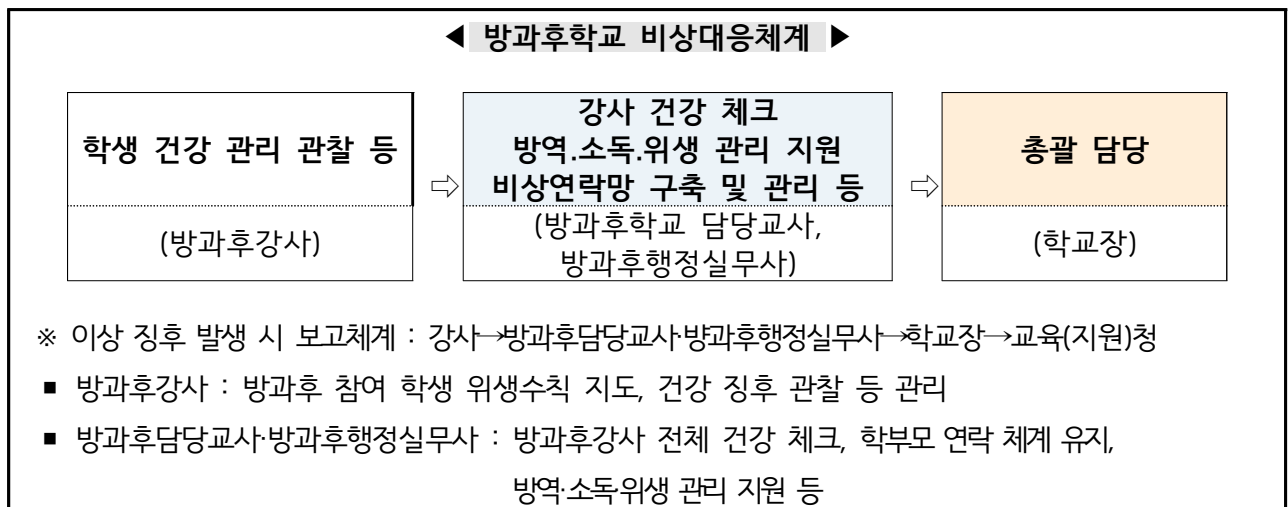 ◀ 방과후학교 비상대응체계 ▶
학생 건강 관리 관찰 등
(방과후강사)
⇨
강사 건강 체크
방역.소독.위생 관리 지원
비상연락망 구축 및 관리 등
(방과후학교 담당교사,
방과후행정실무사)
⇨
총괄 담당
(학교장)
※ 이상 징후 발생 시 보고체계 : 강사→방과후담당교사·뱡과후행정실무사→학교장→교육(지원)청
■ 방과후강사 : 방과후 참여 학생 위생수칙 지도, 건강 징후 관찰 등 관리
■ 방과후담당교사·방과후행정실무사 : 방과후강사 전체 건강 체크, 학부모 연락 체계 유지,
방역·소독·위생 관리 지원 등